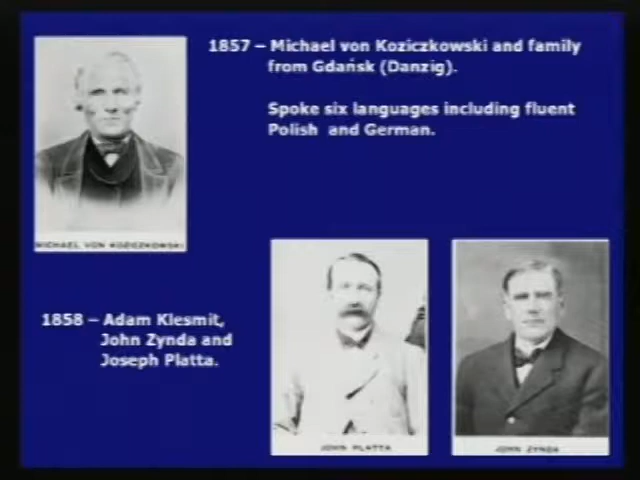 1857 – Michael von Koziczkowski and family
from Gdańsk (Danzig).
Spoke six languages including fluent
Polish and German.
MICHAEL VON KOZICZKOWSKI
1858 – Adam Klesmit,
John Zynda and
Joseph Platta.
JOHN PLATTA
JOHN ZYNDA